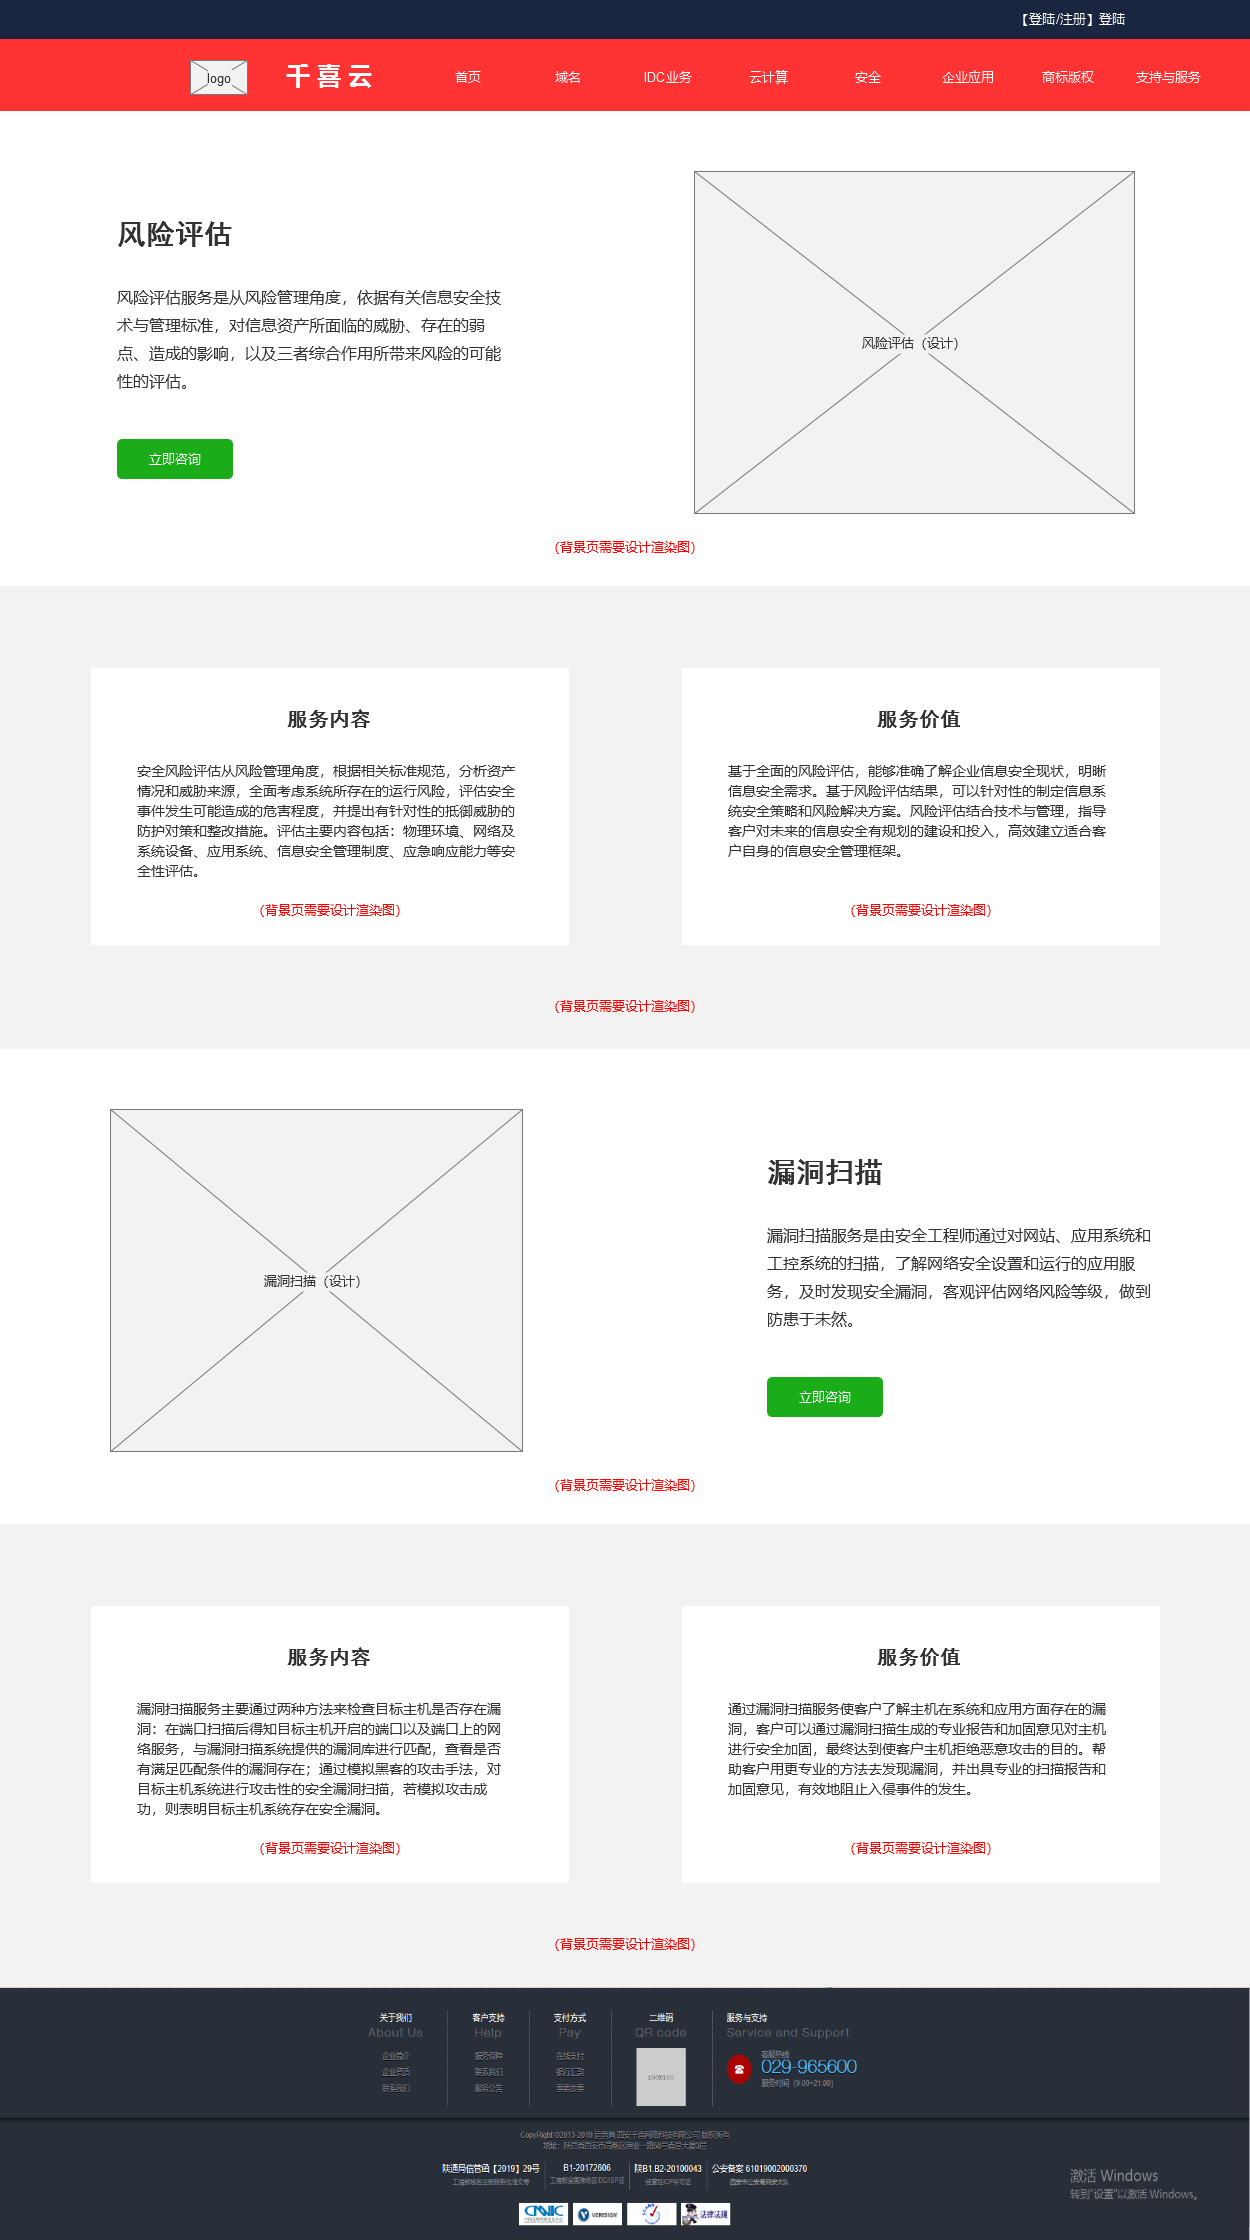 【登陆/注册】登陆
logo
千喜云
首页 域名 IDC业务 云计算 安全 企业应用 商标版权 支持与服务
风险评估
风险评估服务是从风险管理角度，依据有关信息安全技
术与管理标准，对信息资产所面临的威胁、存在的弱
点、造成的影响，以及三者综合作用所带来风险的可能
性的评估。
立即咨询
风险评估（设计）
(背景页需要设计渲染图)
服务内容
安全风险评估从风险管理角度，根据相关标准规范，分析资产
情况和威胁来源，全面考虑系统所存在的运行风险，评估安全
事件发生可能造成的危害程度，并提出有针对性的抵御威胁的
防护对策和整改措施。评估主要内容包括：物理环境、网络及
系统设备、应用系统、信息安全管理制度、应急响应能力等安
全性评估。
(背景页需要设计渲染图)
服务价值
基于全面的风险评估，能够准确了解企业信息安全现状，明晰
信息安全需求。基于风险评估结果，可以针对性的制定信息系
统安全策略和风险解决方案。风险评估结合技术与管理，指导
客户对未来的信息安全有规划的建设和投入，高效建立适合客
户自身的信息安全管理框架。
(背景页需要设计渲染图)
(背景页需要设计渲染图)
漏洞扫描（设计）
漏洞扫描
漏洞扫描服务是由安全工程师通过对网站、应用系统和
工控系统的扫描，了解网络安全设置和运行的应用服
务，及时发现安全漏洞，客观评估网络风险等级，做到
防患于未然。
立即咨询
(背景页需要设计渲染图)
服务内容
漏洞扫描服务主要通过两种方法来检查目标主机是否存在漏
洞：在端口扫描后得知目标主机开启的端口以及端口上的网
络服务，与漏洞扫描系统提供的漏洞库进行匹配，查看是否
有满足匹配条件的漏洞存在；通过模拟黑客的攻击手法，对
目标主机系统进行攻击性的安全漏洞扫描，若模拟攻击成
功，则表明目标主机系统存在安全漏洞。
(背景页需要设计渲染图)
服务价值
通过漏洞扫描服务使客户了解主机在系统和应用方面存在的漏
洞，客户可以通过漏洞扫描生成的专业报告和加固意见对主机
进行安全加固，最终达到使客户主机拒绝恶意攻击的目的。帮
助客户用更专业的方法去发现漏洞，并出具专业的扫描报告和
加固意见，有效地阻止入侵事件的发生。
(背景页需要设计渲染图)
(背景页需要设计渲染图)
关于我们 客户支持 支付方式 二维码 服务与支持
About Us Help Pay QR code Service and Support
企业简介 服务保障 在线支付
企业资质 联系我们 银行汇款
联系我们 服务公告 索要发票
100X100
客服热线
029-965600
服务时间（9:00-21:00）
CopyRight ©2013-2019
陕通局信管函【2019】29号 B1-20172606 陕B1.B2-20100043 公安备案 61019002000370
经营性ICP许可证
CNNIC VERISIGN 法律法规
激活 Windows
转到"设置"以激活 Windows。